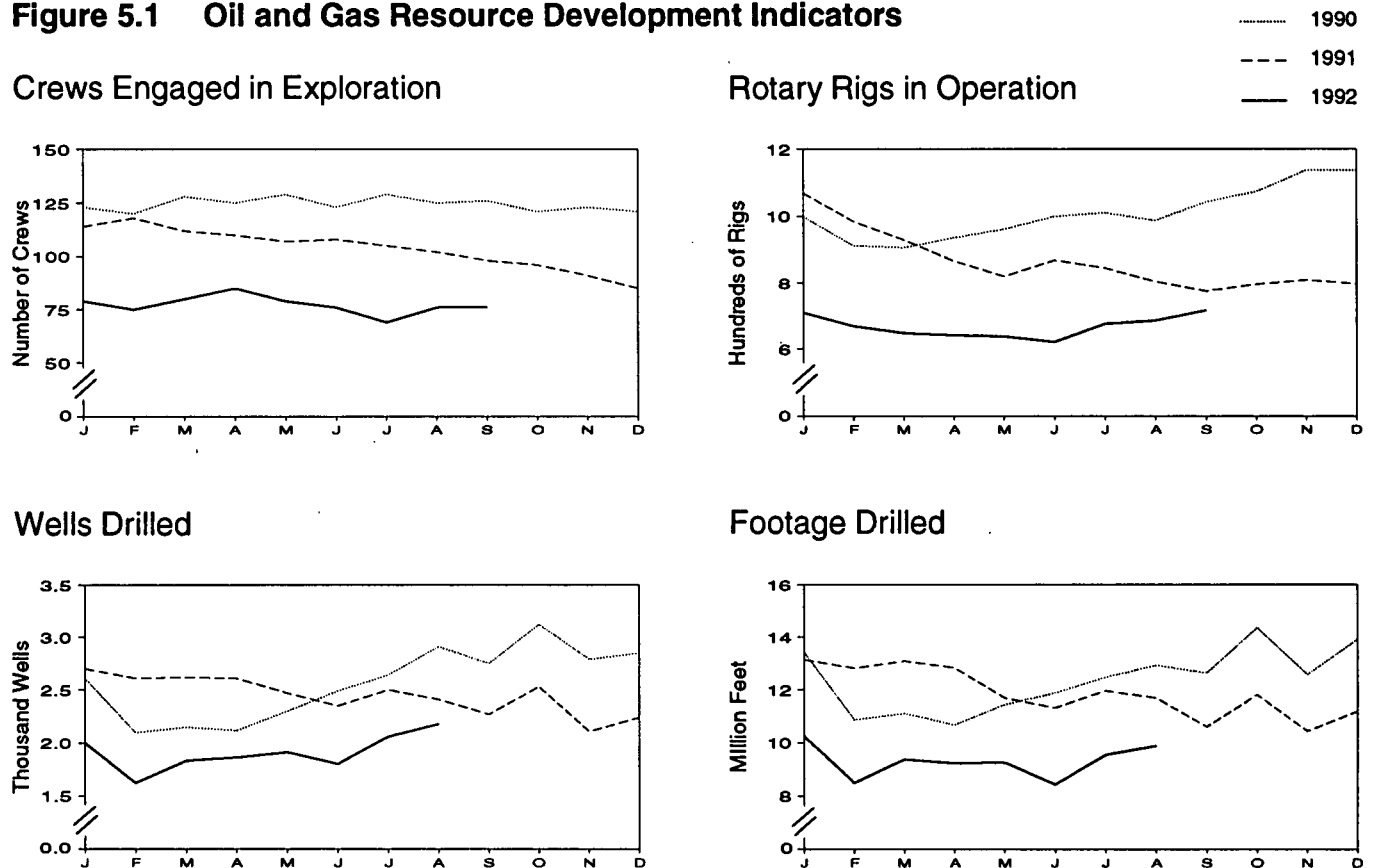 Figure 5.1 Oil and Gas Resource Development Indicators
1990
1991
1992
Crews Engaged in Exploration
Number of Crews
150
125
100
75
50
0
J F M A M J J A S O N D
Rotary Rigs in Operation
Hundreds of Rigs
12
10
8
6
0
J F M A M J J A S O N D
Wells Drilled
Thousand Wells
3.5
3.0
2.5
2.0
1.5
0.0
J F M A M J J A S O N D
Footage Drilled
Million Feet
16
14
12
10
8
0
J F M A M J J A S O N D